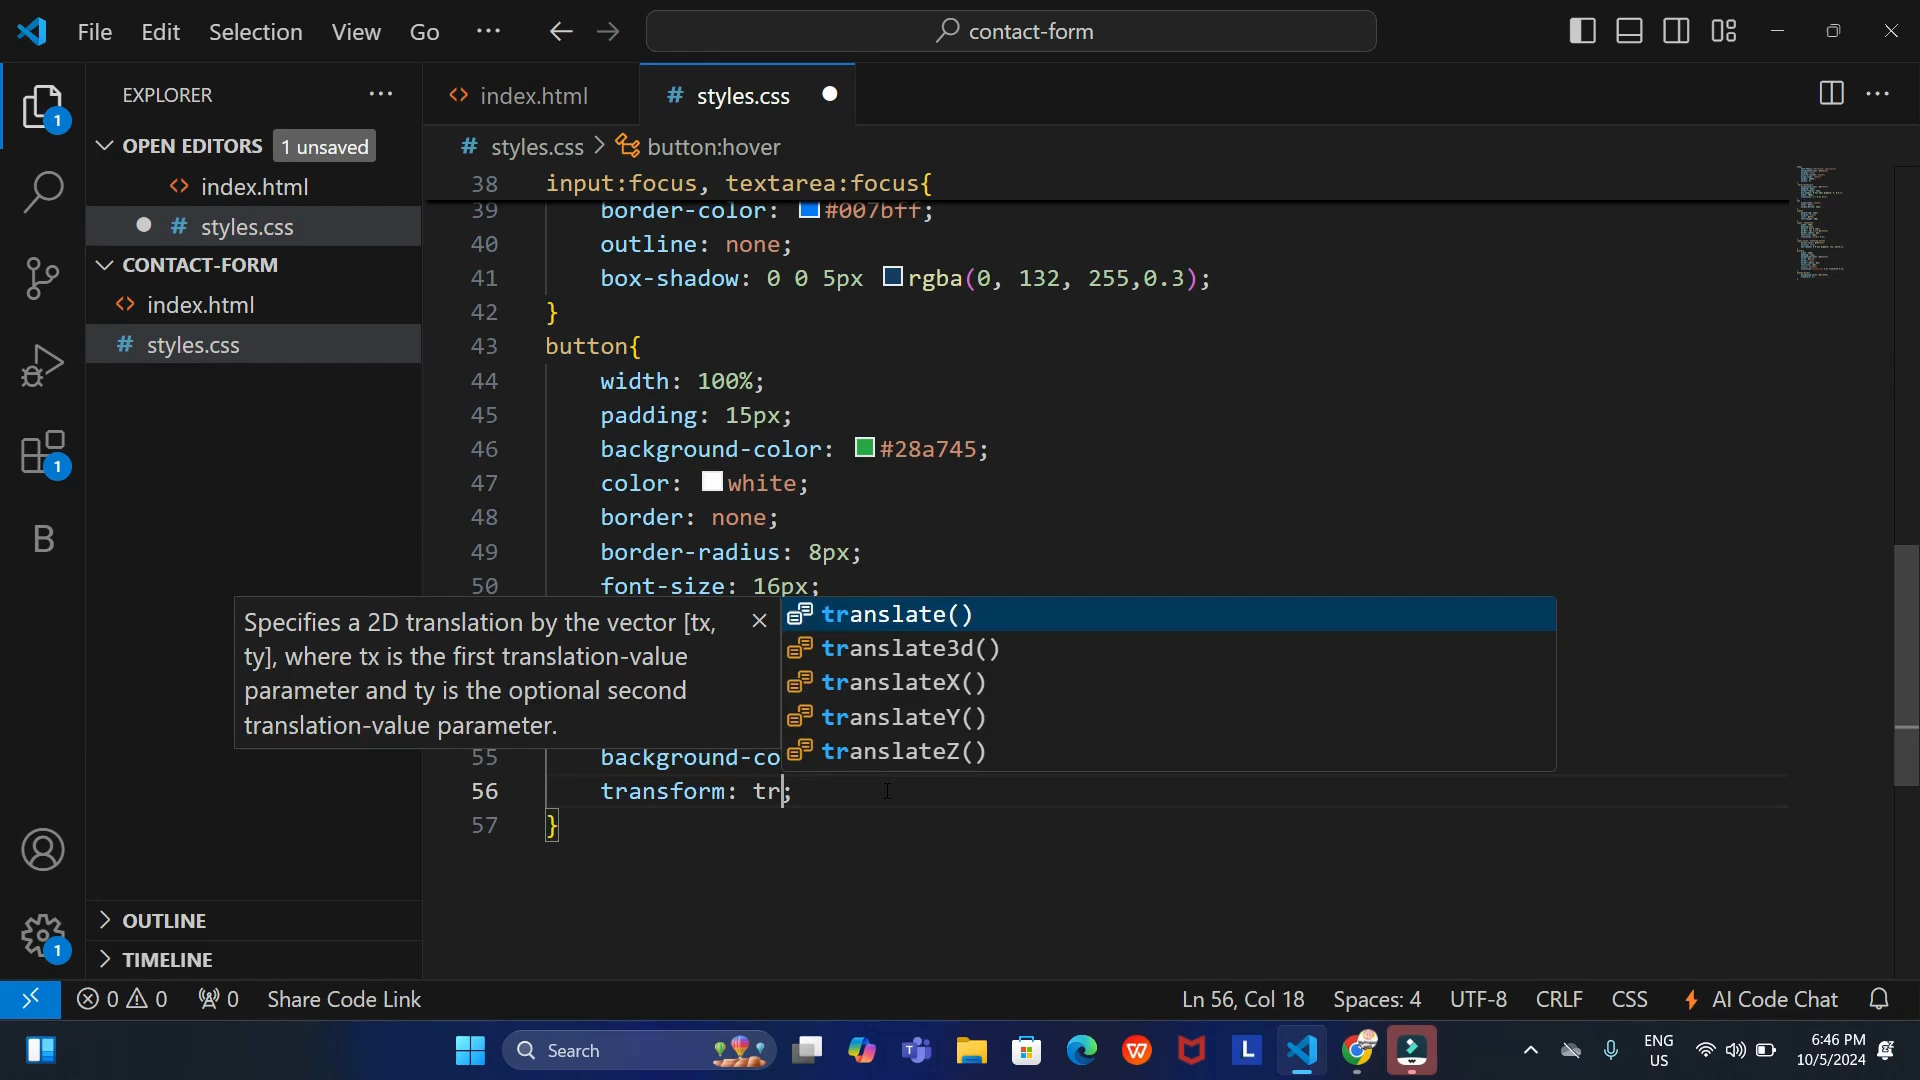 File Edit Selection View Go ··· contact-form
EXPLORER ···
index.html
# styles.css
OPEN EDITORS 1 unsaved
index.html
# styles.css
CONTACT-FORM
index.html
# styles.css
# styles.css > button:hover
38 input:focus, textarea:focus{
39 border-color: #007bff;
40 outline: none;
41 box-shadow: 0 0 5px rgba(0, 132, 255,0.3);
42 }
43 button{
44 width: 100%;
45 padding: 15px;
46 background-color: #28a745;
47 color: white;
48 border: none;
49 border-radius: 8px;
50 font-size: 16px;
Specifies a 2D translation by the vector [tx,
ty], where tx is the first translation-value
parameter and ty is the optional second
translation-value parameter.
translate()
translate3d()
translateX()
translateY()
translateZ()
55 background-co
56 transform: tr;
57 }
1
1
B
1
OUTLINE
TIMELINE
0 0 0 Share Code Link Ln 56, Col 18 Spaces: 4 UTF-8 CRLF CSS AI Code Chat
Search
L
ENG
US
6:46 PM
10/5/2024